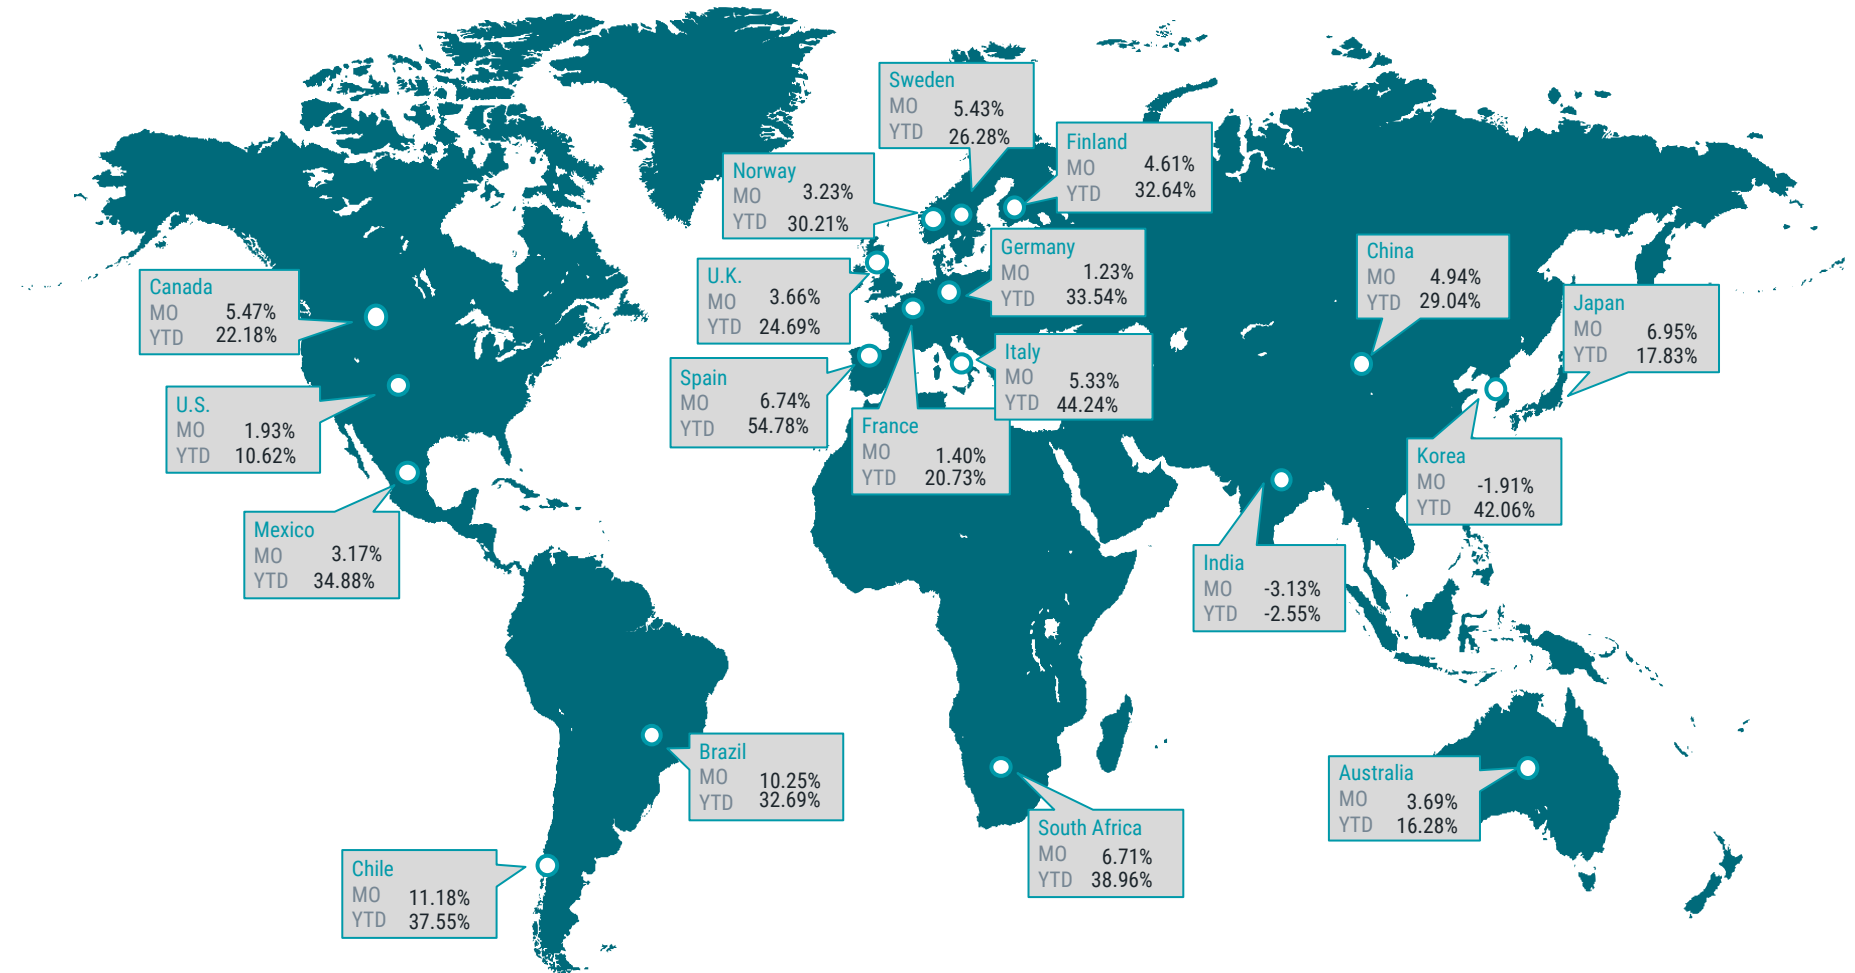 Sweden
MO 5.43%
YTD 26.28%
Finland
MO 4.61%
YTD 32.64%
Norway
MO 3.23%
YTD 30.21%
Germany
MO 1.23%
YTD 33.54%
China
MO 4.94%
YTD 29.04%
U.K.
MO 3.66%
YTD 24.69%
Canada
MO 5.47%
YTD 22.18%
Japan
MO 6.95%
YTD 17.83%
Italy
MO 5.33%
YTD 44.24%
Spain
MO 6.74%
YTD 54.78%
U.S.
MO 1.93%
YTD 10.62%
France
MO 1.40%
YTD 20.73%
Korea
MO -1.91%
YTD 42.06%
Mexico
MO 3.17%
YTD 34.88%
India
MO -3.13%
YTD -2.55%
Brazil
MO 10.25%
YTD 32.69%
Australia
MO 3.69%
YTD 16.28%
South Africa
MO 6.71%
YTD 38.96%
Chile
MO 11.18%
YTD 37.55%